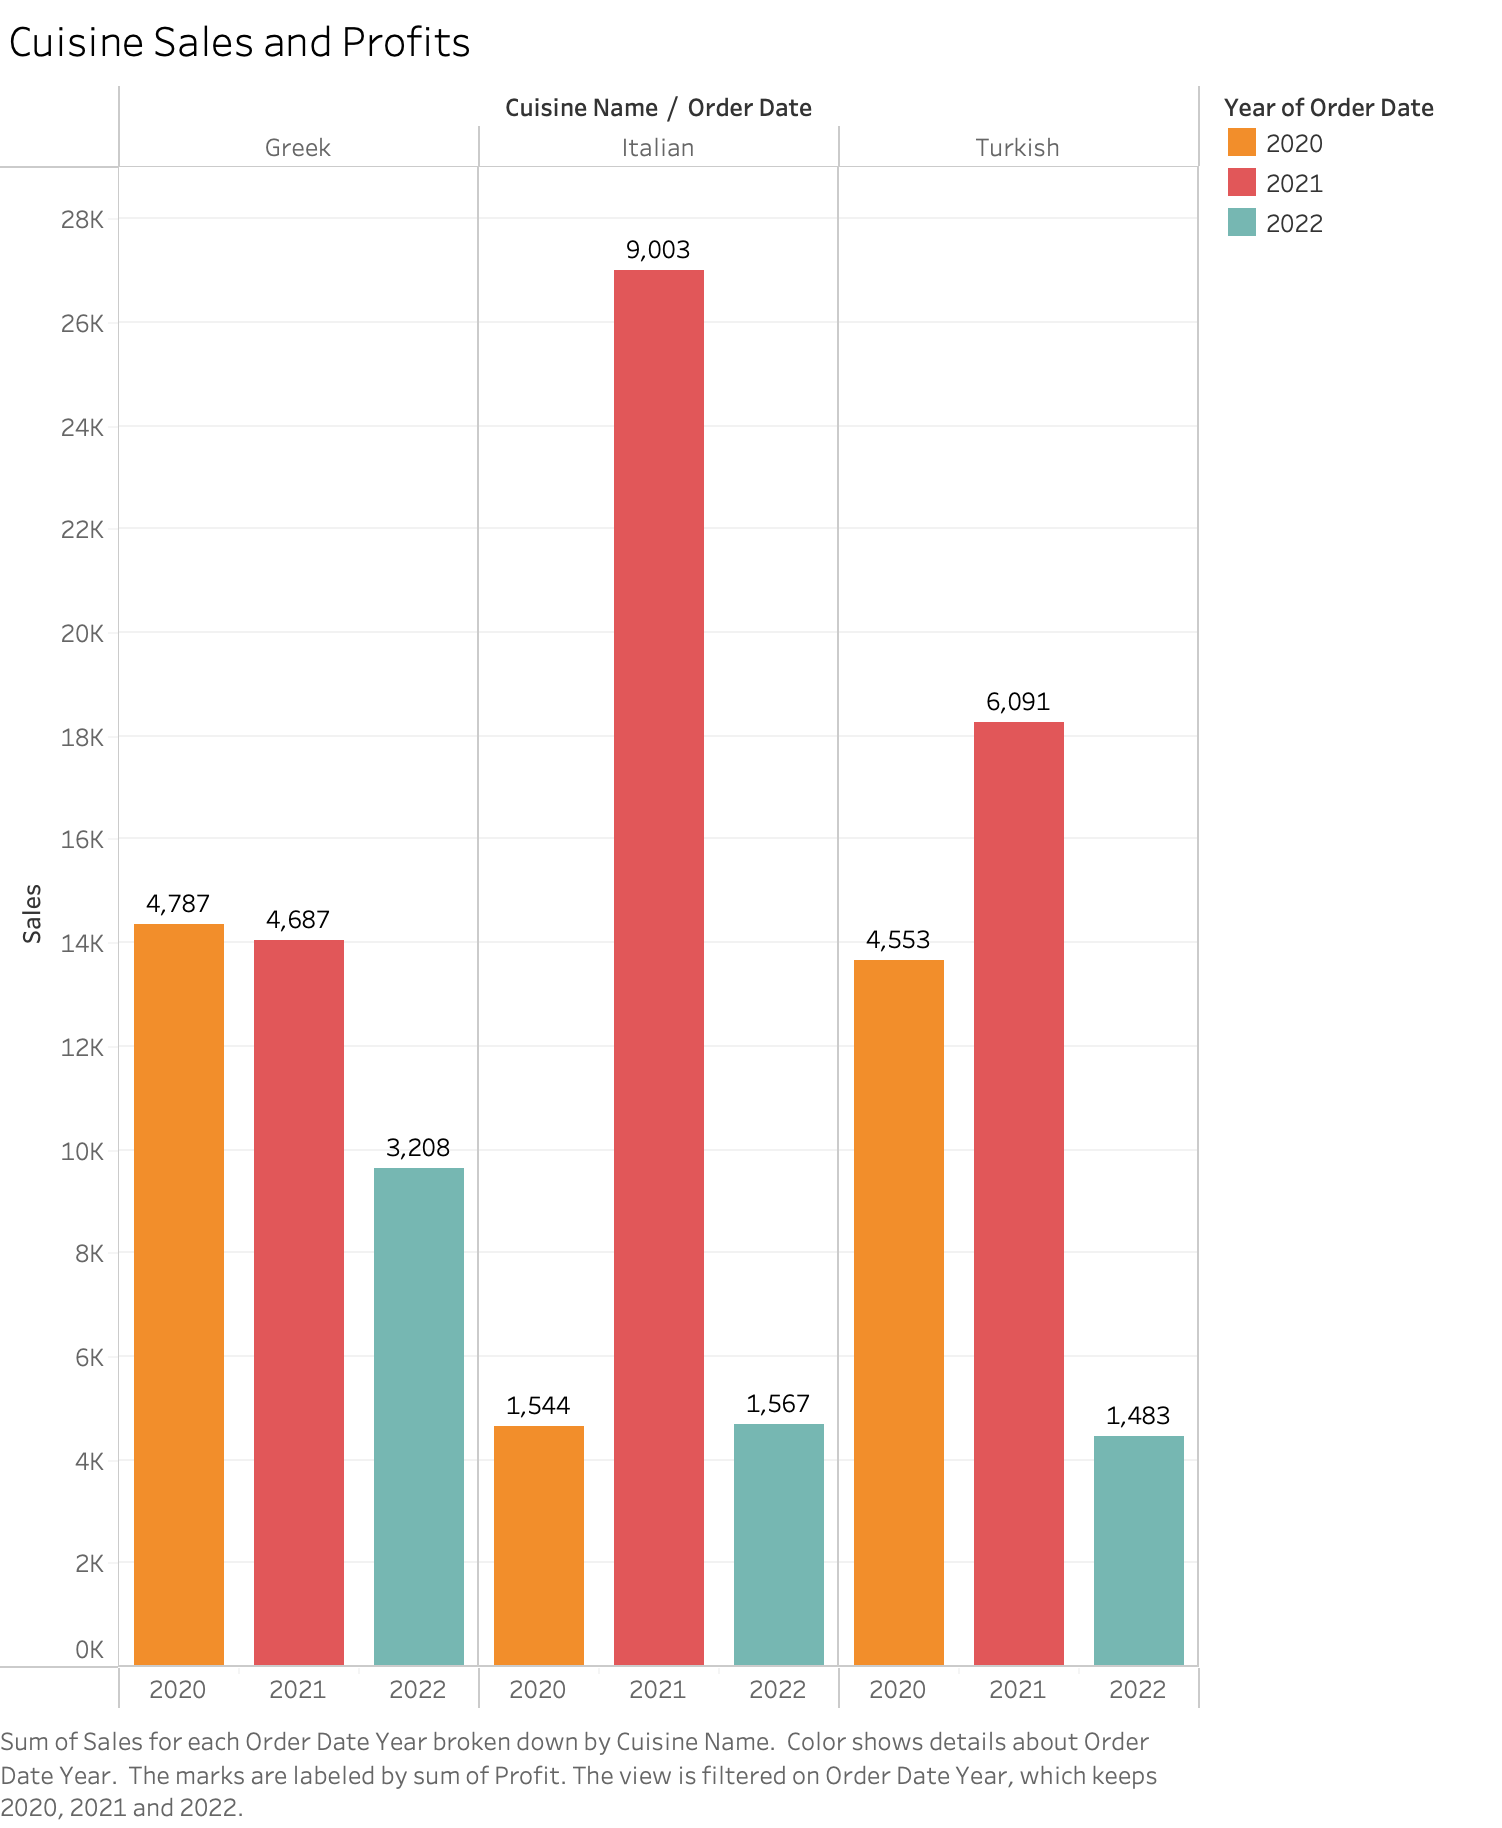 Cuisine Sales and Profits
Cuisine Name / Order Date
Greek Italian Turkish
Year of Order Date
2020
2021
2022
Sales
28K
26K
24K
22K
20K
18K
16K
14K
12K
10K
8K
6K
4K
2K
0K
4,787
4,687
3,208
1,544
9,003
1,567
4,553
6,091
1,483
2020 2021 2022 2020 2021 2022 2020 2021 2022
Sum of Sales for each Order Date Year broken down by Cuisine Name.  Color shows details about Order
Date Year.  The marks are labeled by sum of Profit. The view is filtered on Order Date Year, which keeps
2020, 2021 and 2022.